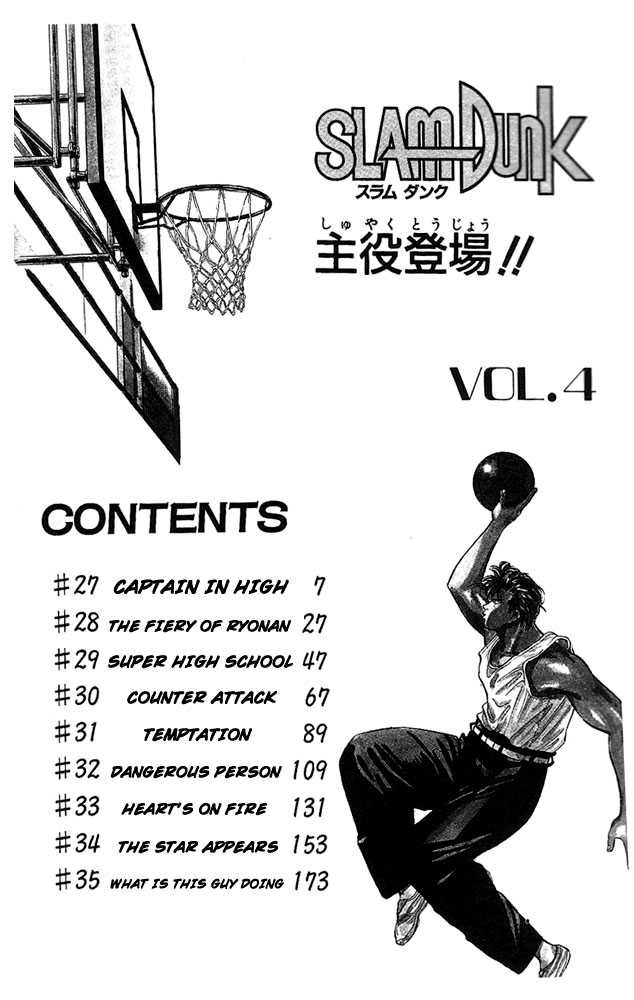 SLAM DUNK
スラム ダンク
しゅ やく とう じょう
主役登場!!
VOL.4
CONTENTS
#27 CAPTAIN IN HIGH 7
#28 THE FIERY OF RYONAN 27
#29 SUPER HIGH SCHOOL 47
#30 COUNTER ATTACK 67
#31 TEMPTATION 89
#32 DANGEROUS PERSON 109
#33 HEART'S ON FIRE 131
#34 THE STAR APPEARS 153
#35 WHAT IS THIS GUY DOING 173